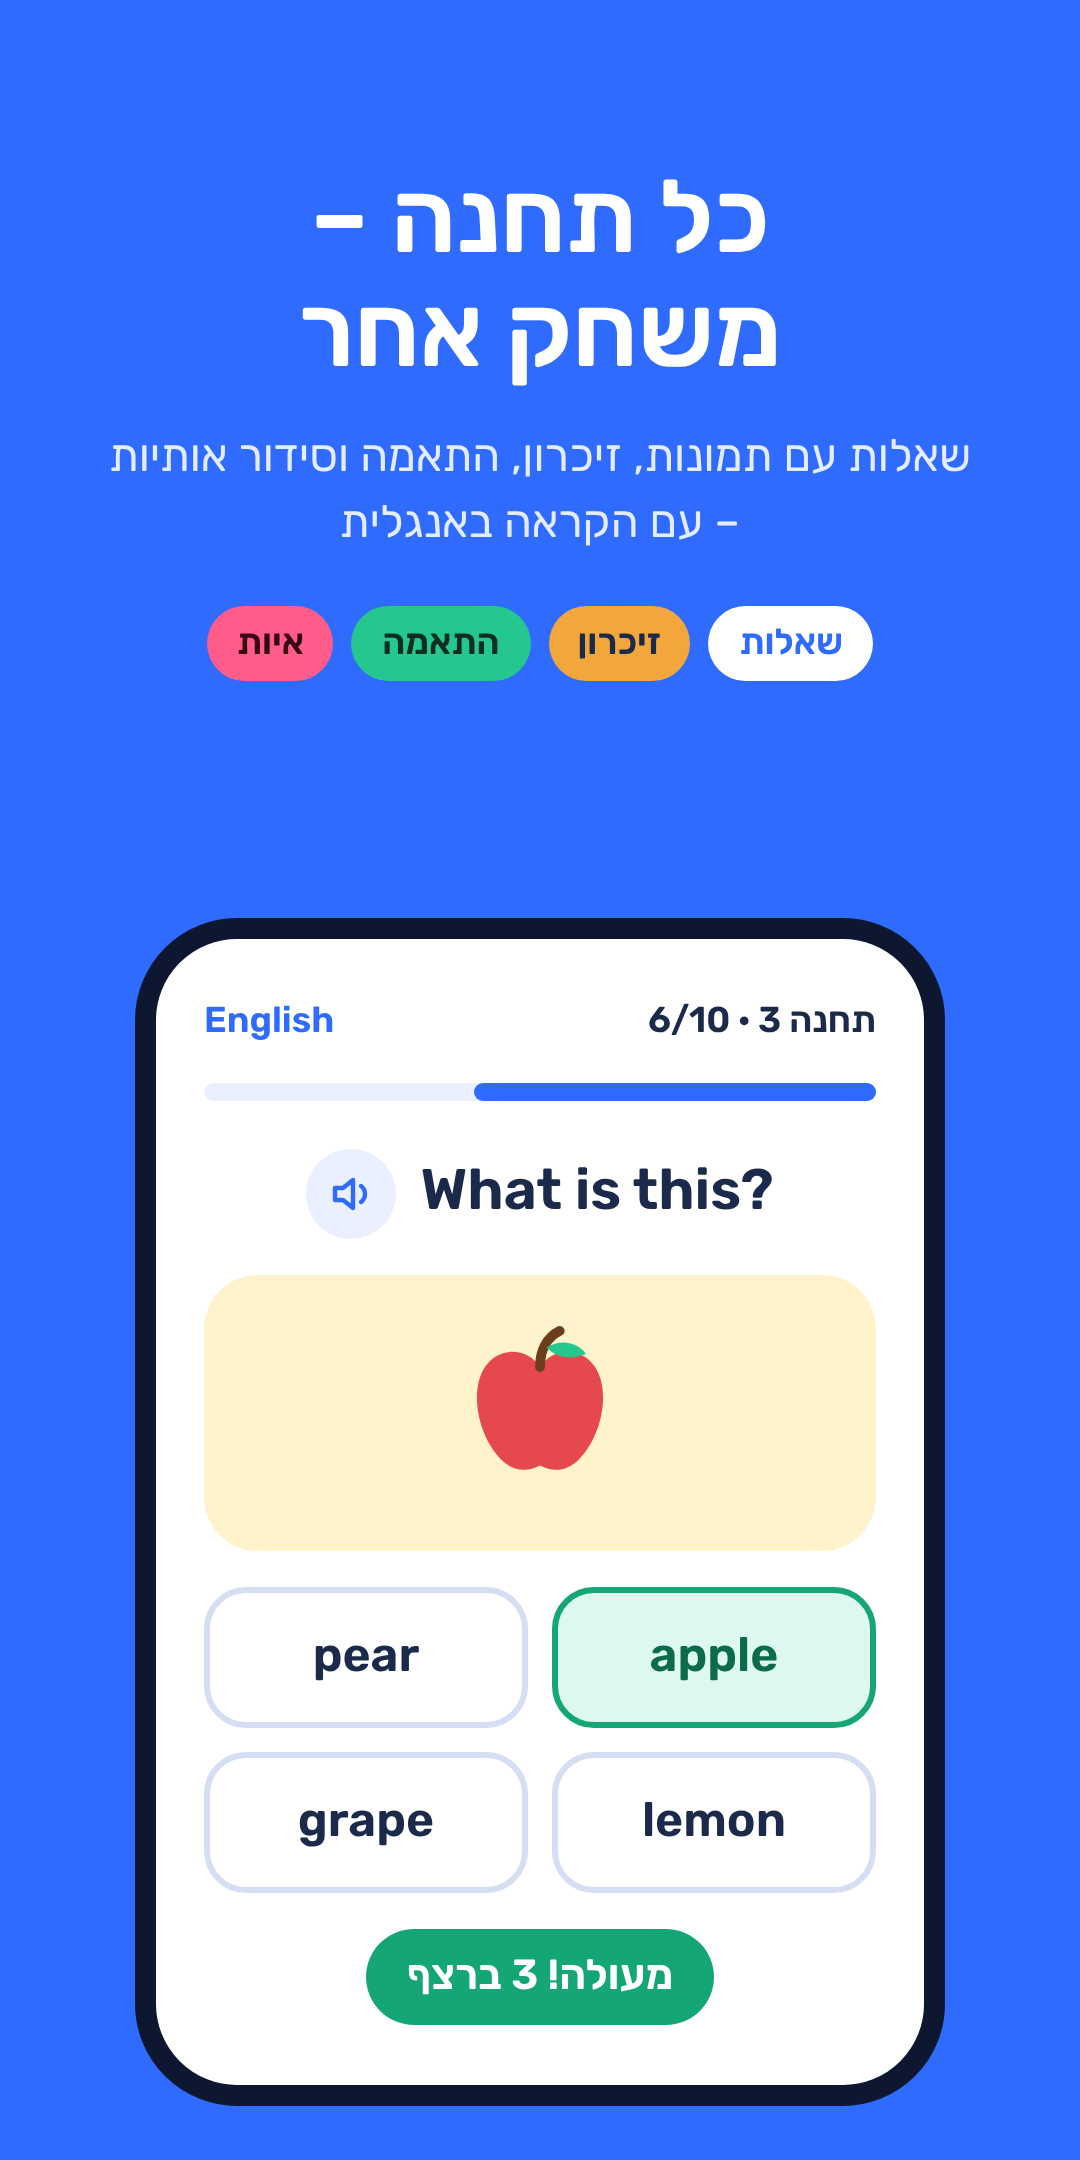 כל תחנה –
משחק אחר
שאלות עם תמונות, זיכרון, התאמה וסידור אותיות
– עם הקראה באנגלית
שאלות
זיכרון
התאמה
איות
תחנה 3 • 6/10
English
What is this?
apple
pear
lemon
grape
מעולה! 3 ברצף